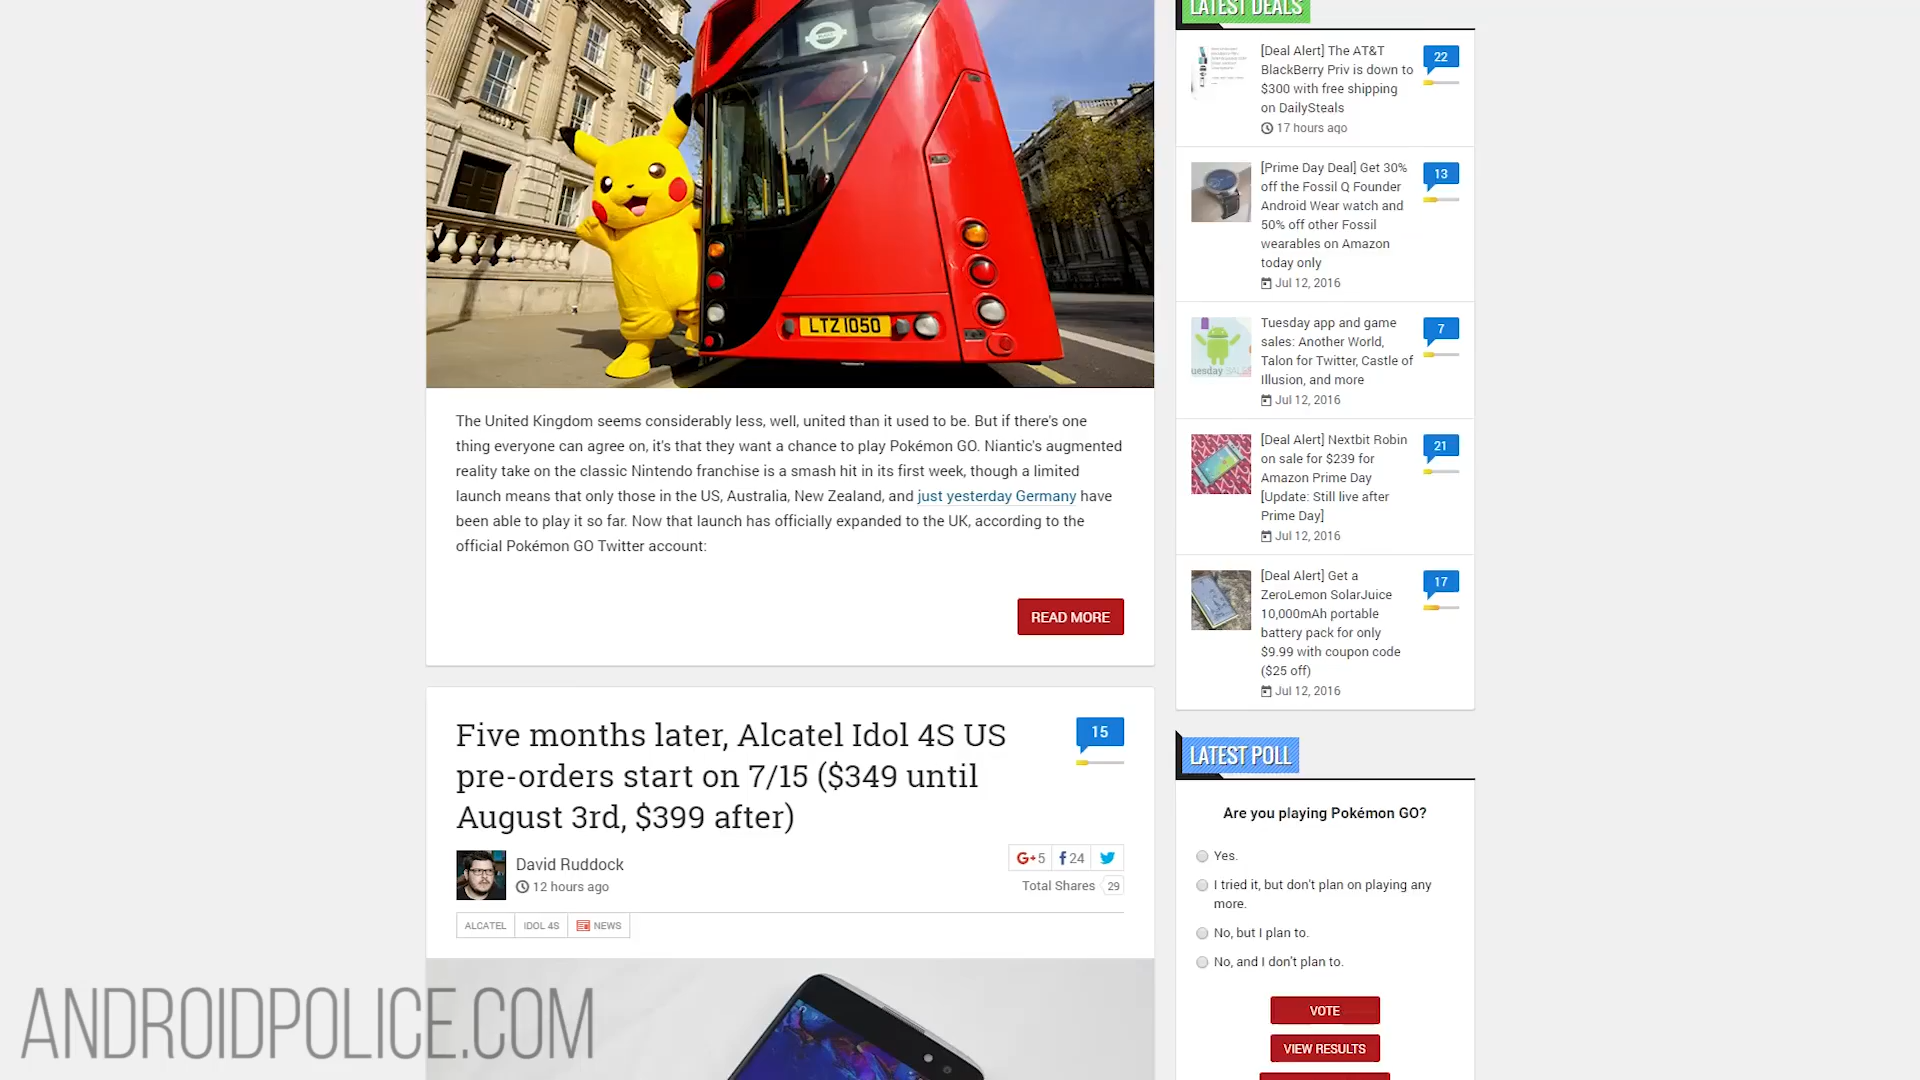 LTZ 1050
The United Kingdom seems considerably less, well, united than it used to be. But if there's one
thing everyone can agree on, it's that they want a chance to play Pokémon GO. Niantic's augmented
reality take on the classic Nintendo franchise is a smash hit in its first week, though a limited
launch means that only those in the US, Australia, New Zealand, and just yesterday Germany have
been able to play it so far. Now that launch has officially expanded to the UK, according to the
official Pokémon GO Twitter account:
READ MORE
Five months later, Alcatel Idol 4S US
pre-orders start on 7/15 ($349 until
August 3rd, $399 after)
15
David Ruddock
12 hours ago
G+ 5
f 24
Total Shares 29
ALCATEL
IDOL 4S
NEWS
LATEST DEALS
[Deal Alert] The AT&T
BlackBerry Priv is down to
$300 with free shipping
on DailySteals
17 hours ago
22
[Prime Day Deal] Get 30%
off the Fossil Q Founder
Android Wear watch and
50% off other Fossil
wearables on Amazon
today only
Jul 12, 2016
13
uesday SALE
Tuesday app and game
sales: Another World,
Talon for Twitter, Castle of
Illusion, and more
Jul 12, 2016
7
[Deal Alert] Nextbit Robin
on sale for $239 for
Amazon Prime Day
[Update: Still live after
Prime Day]
Jul 12, 2016
21
[Deal Alert] Get a
ZeroLemon SolarJuice
10,000mAh portable
battery pack for only
$9.99 with coupon code
($25 off)
Jul 12, 2016
17
LATEST POLL
Are you playing Pokémon GO?
Yes.
I tried it, but don't plan on playing any
more.
No, but I plan to.
No, and I don't plan to.
VOTE
VIEW RESULTS
ANDROIDPOLICE.COM